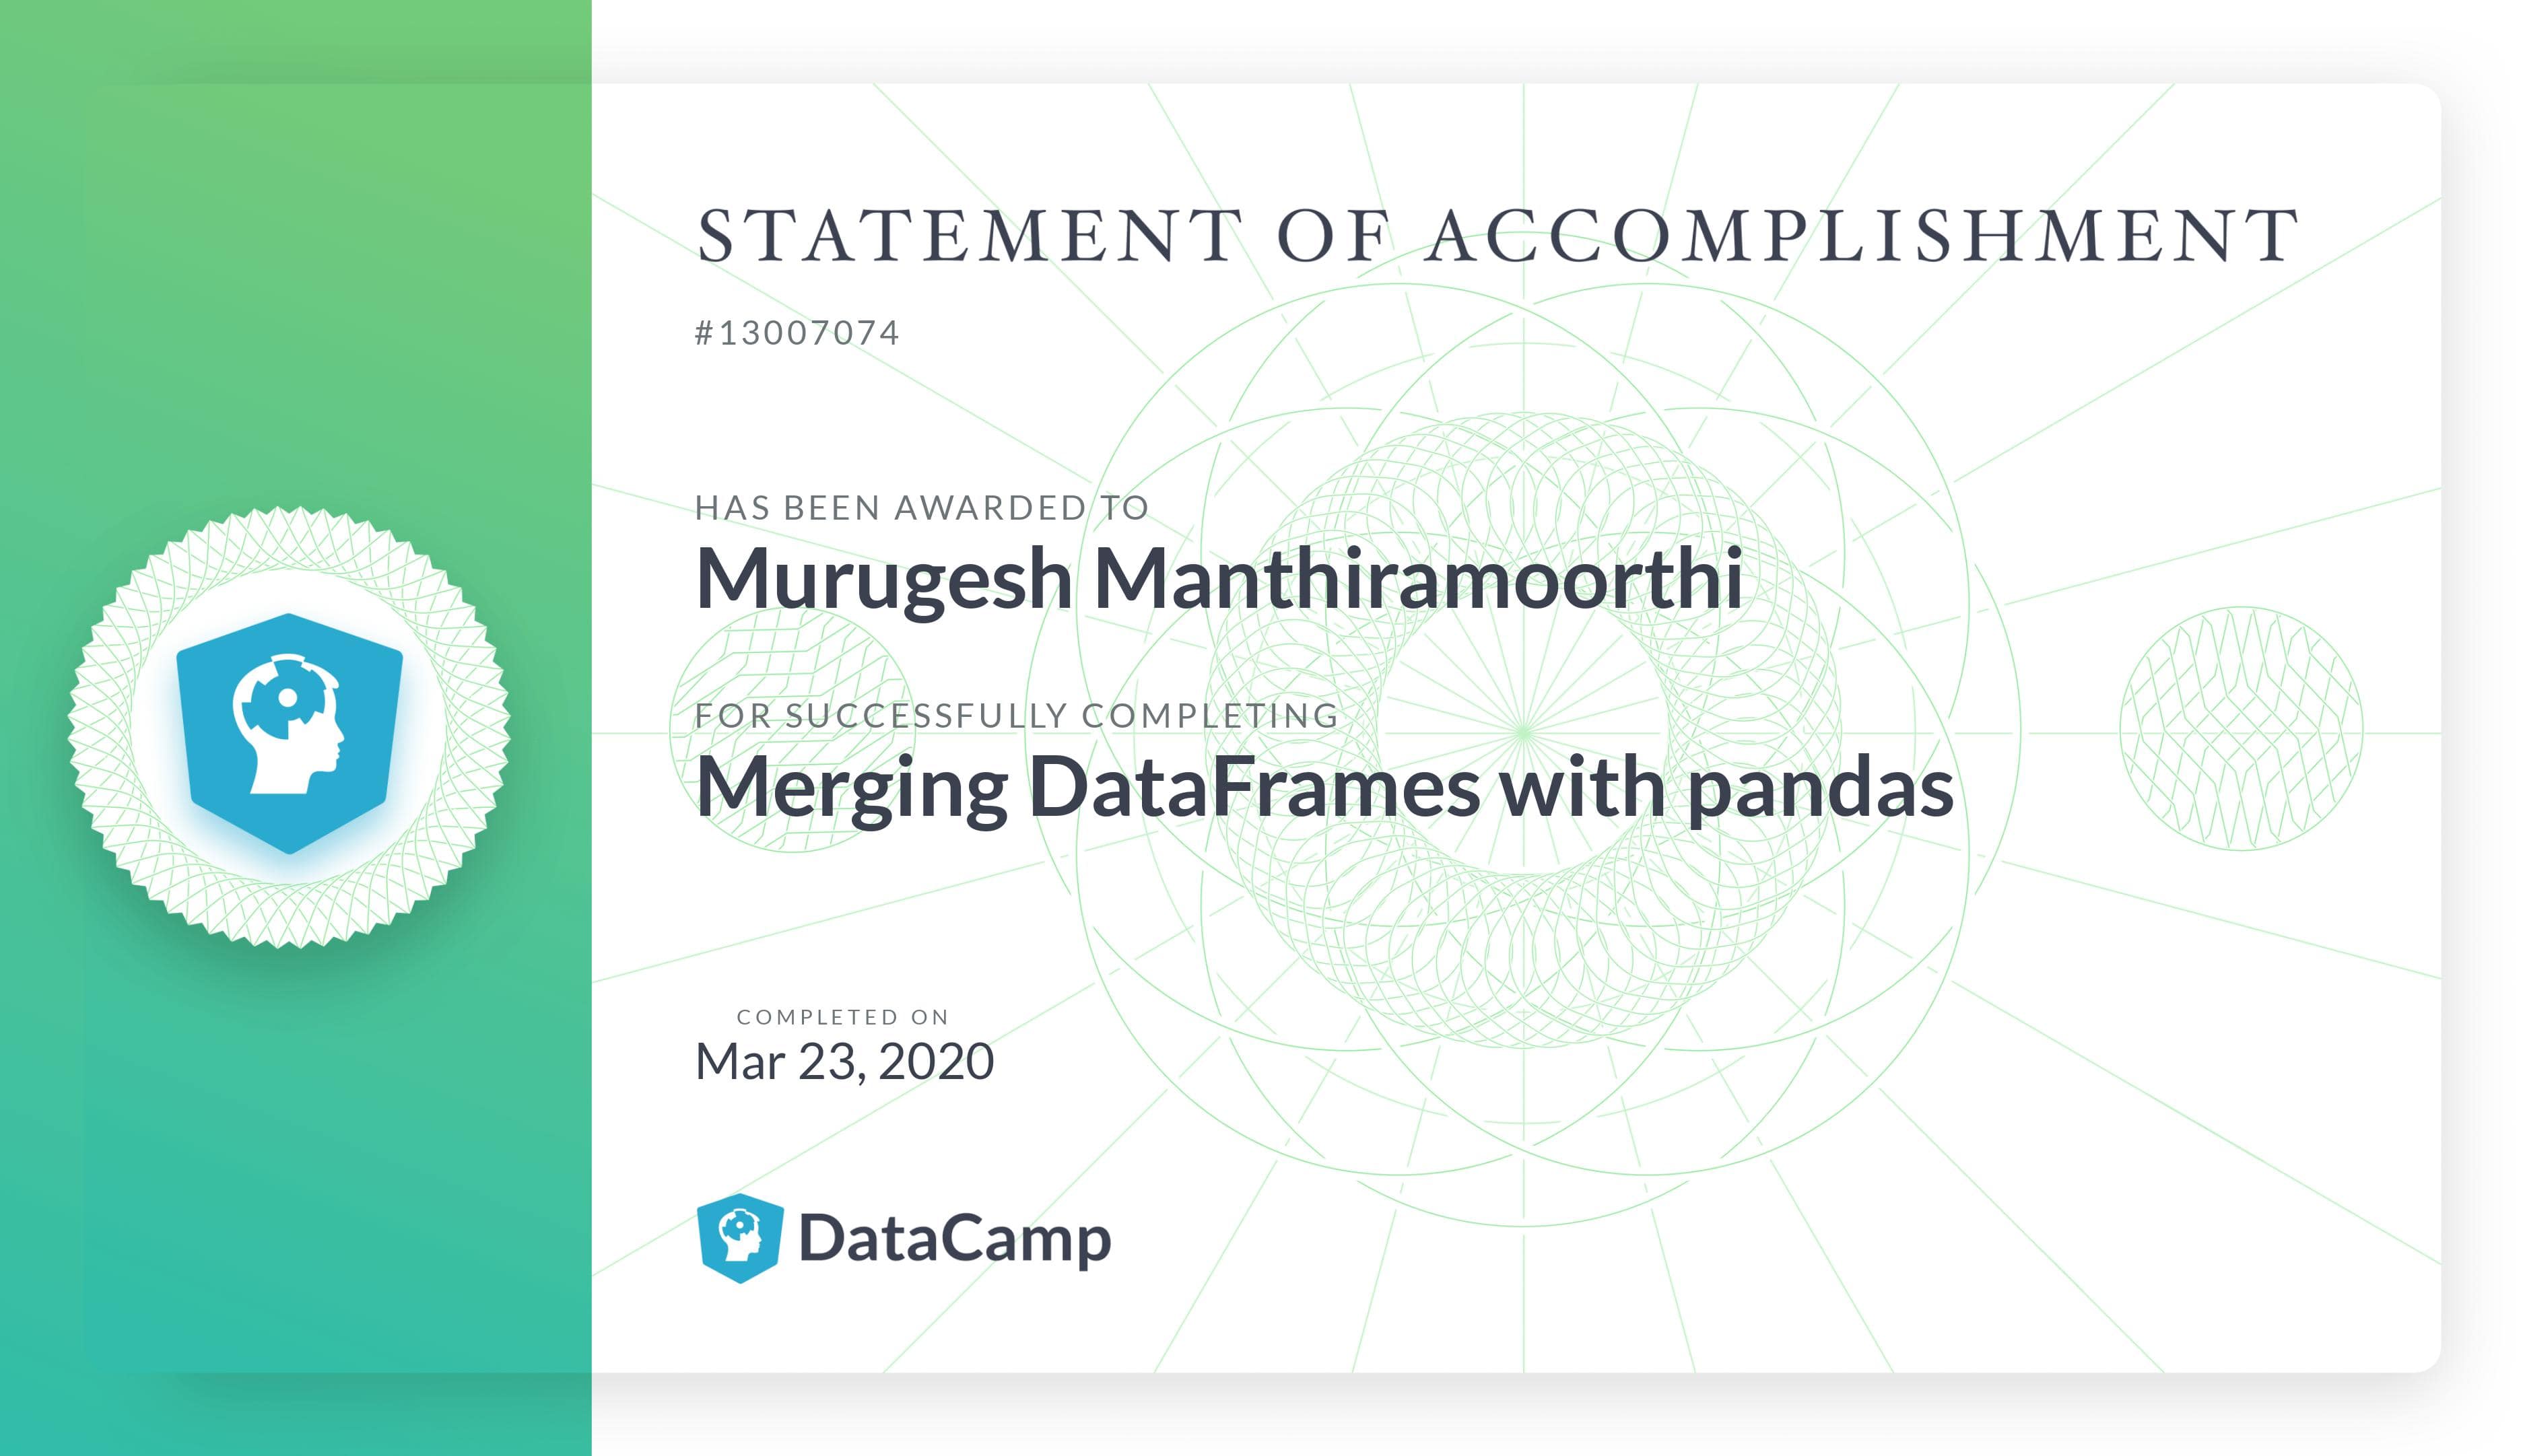 STATEMENT OF ACCOMPLISHMENT
#13007074
HAS BEEN AWARDED TO
Murugesh Manthiramoorthi
FOR SUCCESSFULLY COMPLETING
Merging DataFrames with pandas
COMPLETED ON
Mar 23, 2020
DataCamp